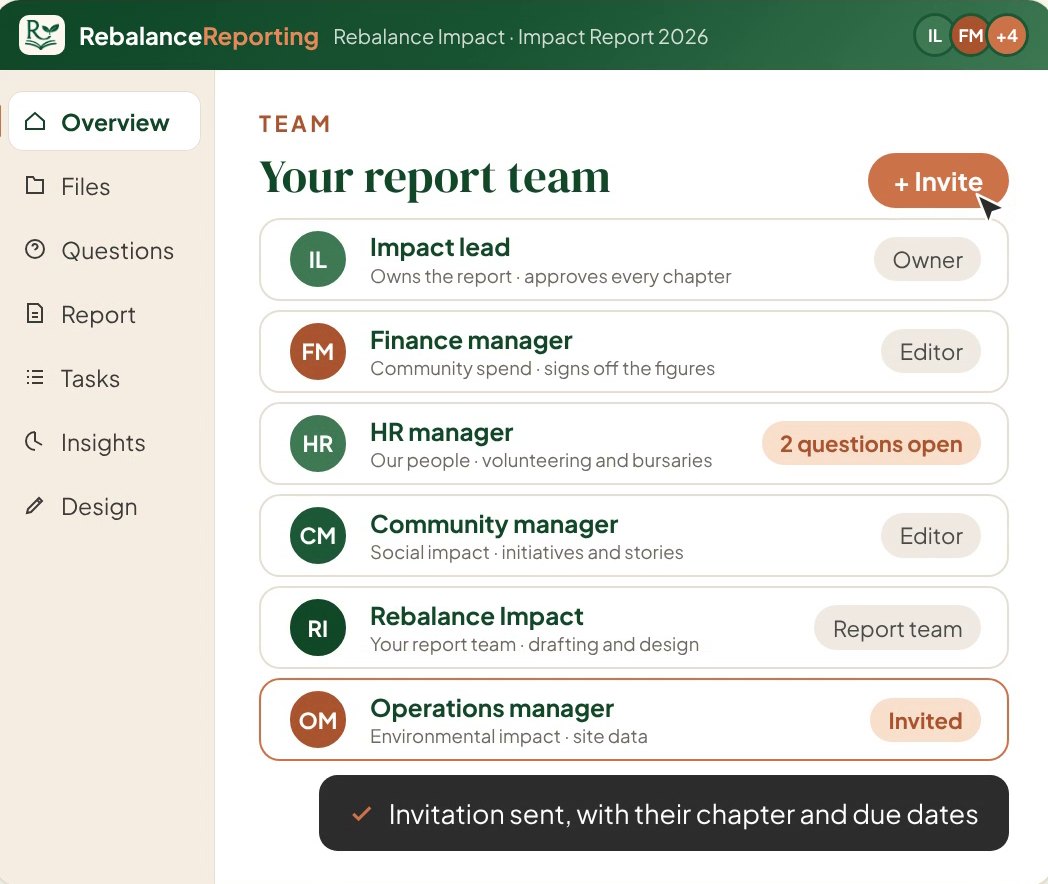 RebalanceReporting Rebalance Impact · Impact Report 2026 IL FM +4
Overview
Files
Questions
Report
Tasks
Insights
Design
TEAM
Your report team
+ Invite
IL
Impact lead
Owns the report · approves every chapter
Owner
FM
Finance manager
Community spend · signs off the figures
Editor
HR
HR manager
Our people · volunteering and bursaries
2 questions open
CM
Community manager
Social impact · initiatives and stories
Editor
RI
Rebalance Impact
Your report team · drafting and design
Report team
OM
Operations manager
Environmental impact · site data
Invited
Invitation sent, with their chapter and due dates